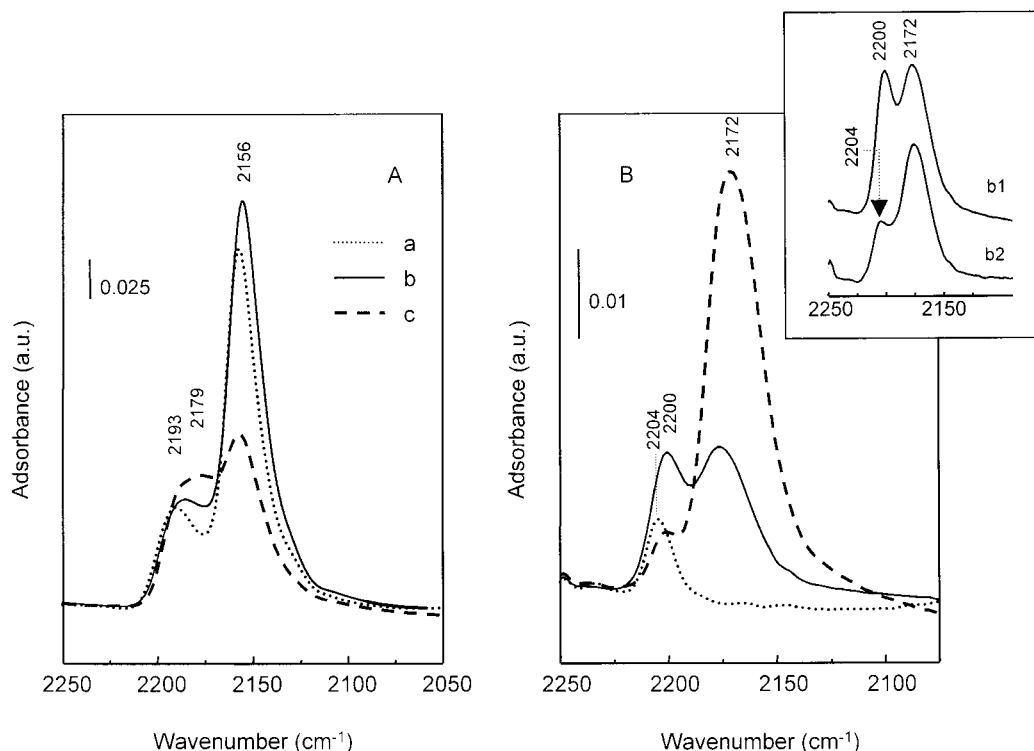 A
2156
2179
2193
a
b
c
0.025
Adsorbance (a.u.)
2250 2200 2150 2100 2050
Wavenumber (cm-1)
B
2172
2200
2204
0.01
Adsorbance (a.u.)
2250 2200 2150 2100
Wavenumber (cm-1)
2200
2172
2204
b1
b2
2250 2150